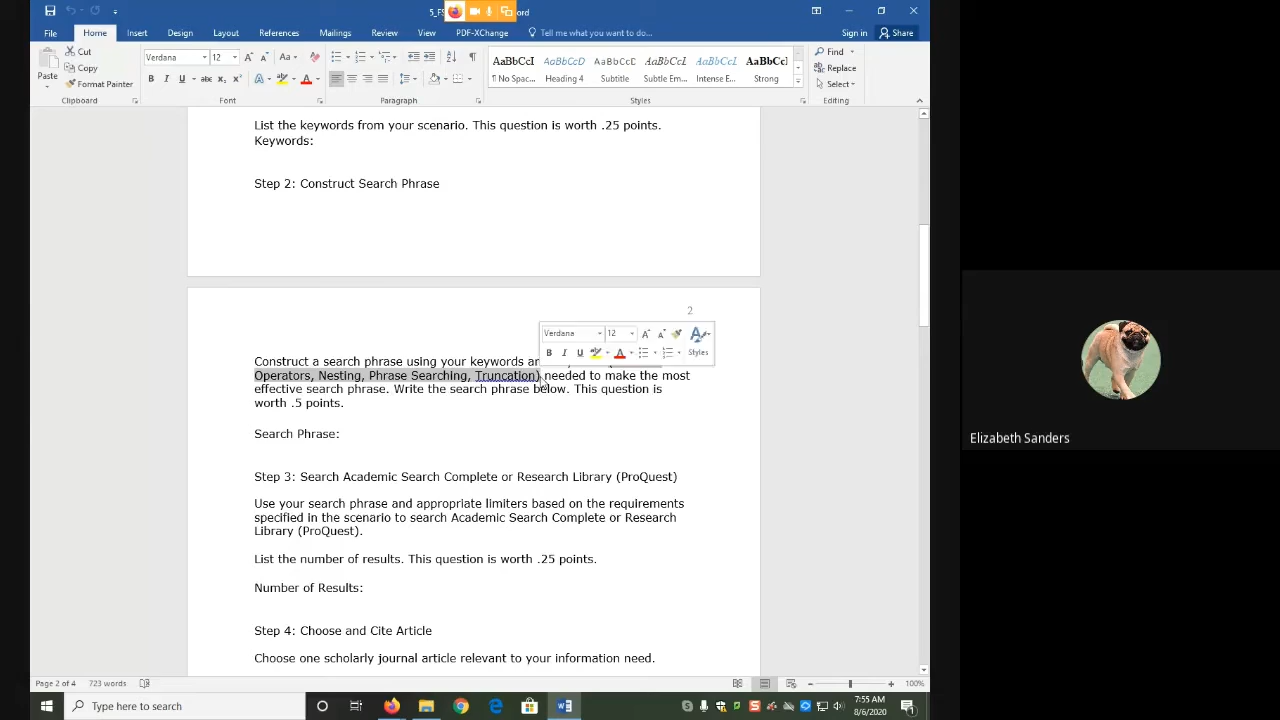 5_FS
ord
File
Home
Insert
Design
Layout
References
Mailings
Review
View
PDF-XChange
Tell me what you want to do...
Sign in
Share
Paste
Cut
Copy
Format Painter
Clipboard
Verdana
12
Font
Paragraph
AaBbCcI
AaBbCcD
AaBbCcD
AaBbCcI
AaBbCcI
AaBbCc
¶ No Spac...
Heading 4
Subtitle
Subtle Em...
Intense E...
Strong
Styles
Find
Replace
Select
Editing
List the keywords from your scenario. This question is worth .25 points.
Keywords:
Step 2: Construct Search Phrase
2
Verdana
12
Styles
Construct a search phrase using your keywords
Operators, Nesting, Phrase Searching, Truncation) needed to make the most
effective search phrase. Write the search phrase below. This question is
worth .5 points.
Search Phrase:
Step 3: Search Academic Search Complete or Research Library (ProQuest)
Use your search phrase and appropriate limiters based on the requirements
specified in the scenario to search Academic Search Complete or Research
Library (ProQuest).
List the number of results. This question is worth .25 points.
Number of Results:
Step 4: Choose and Cite Article
Choose one scholarly journal article relevant to your information need.
Page 2 of 4
723 words
100%
Type here to search
7:55 AM
8/6/2020
Elizabeth Sanders